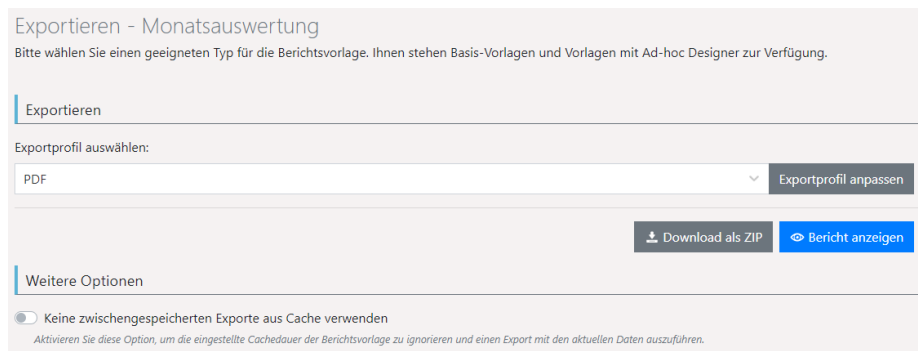 Exportieren - Monatsauswertung
Bitte wählen Sie einen geeigneten Typ für die Berichtsvorlage. Ihnen stehen Basis-Vorlagen und Vorlagen mit Ad-hoc Designer zur Verfügung.
Exportieren
Exportprofil auswählen:
PDF Exportprofil anpassen
Download als ZIP Bericht anzeigen
Weitere Optionen
Keine zwischengespeicherten Exporte aus Cache verwenden
Aktivieren Sie diese Option, um die eingestellte Cachedauer der Berichtsvorlage zu ignorieren und einen Export mit den aktuellen Daten auszuführen.